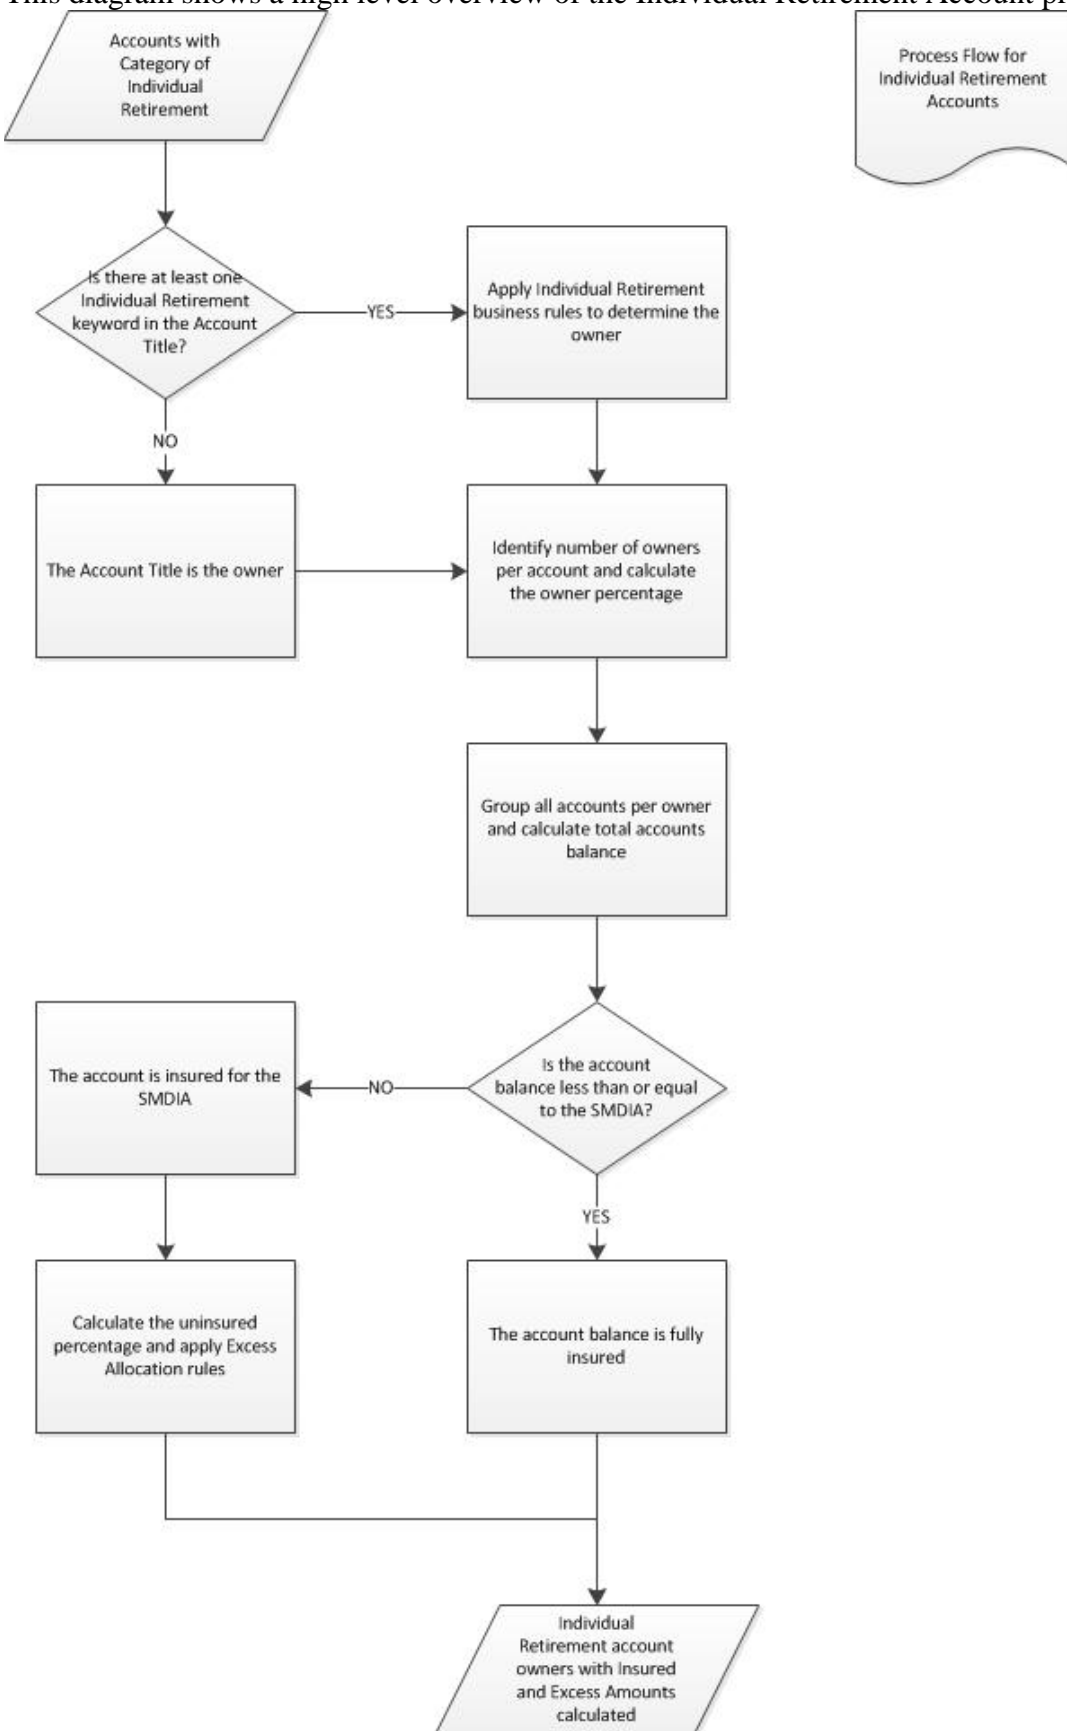 This diagram shows a high level overview of the Individual Retirement Account
Accounts with
Category of
Individual
Retirement
Process Flow for
Individual Retirement
Accounts
Is there at least one
Individual Retirement
keyword in the Account
Title?
YES
Apply Individual Retirement
business rules to determine the
owner
NO
The Account Title is the owner
Identify number of owners
per account and calculate
the owner percentage
Group all accounts per owner
and calculate total accounts
balance
Is the account
balance less than or equal
to the SMDIA?
NO
The account is insured for the
SMDIA
YES
Calculate the uninsured
percentage and apply Excess
Allocation rules
The account balance is fully
insured
Individual
Retirement account
owners with Insured
and Excess Amounts
calculated